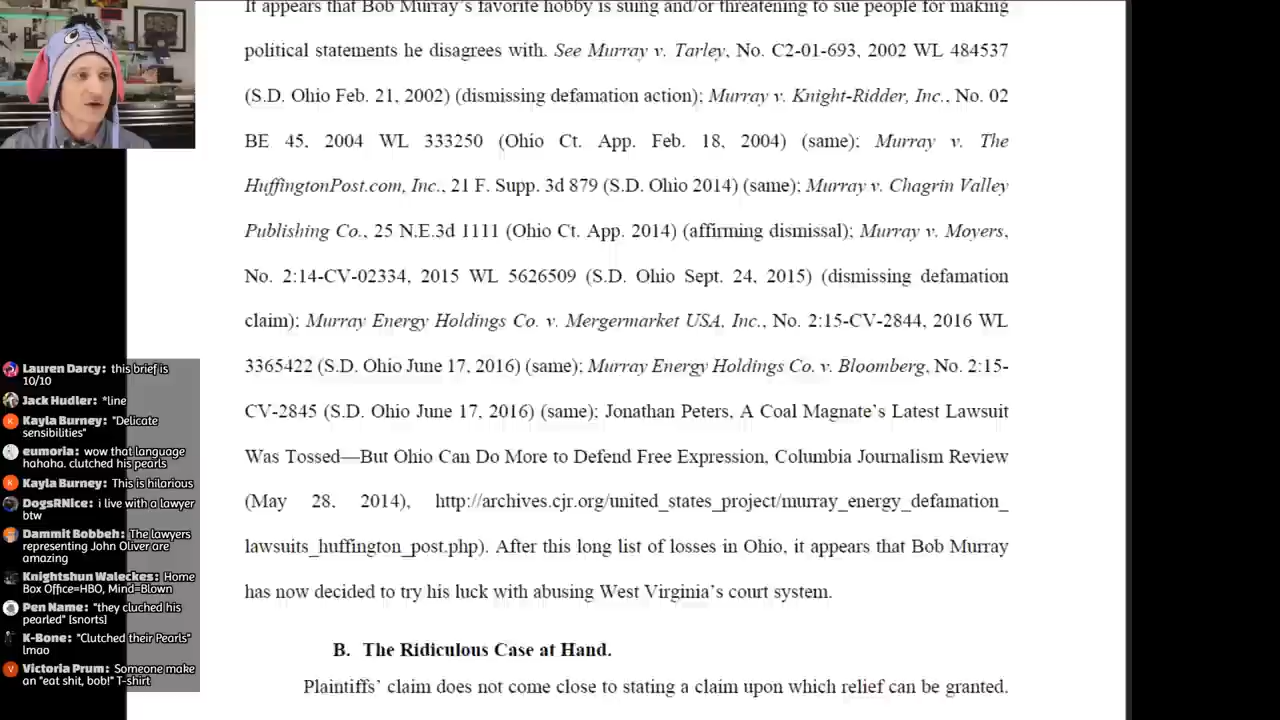 It appears that Bob Murray's favorite hobby is suing and/or threatening to sue people for making
political statements he disagrees with. See Murray v. Tarley, No. C2-01-693, 2002 WL 484537
(S.D. Ohio Feb. 21, 2002) (dismissing defamation action); Murray v. Knight-Ridder, Inc., No. 02
BE 45, 2004 WL 333250 (Ohio Ct. App. Feb. 18, 2004) (same); Murray v. The
HuffingtonPost.com, Inc., 21 F. Supp. 3d 879 (S.D. Ohio 2014) (same); Murray v. Chagrin Valley
Publishing Co., 25 N.E.3d 1111 (Ohio Ct. App. 2014) (affirming dismissal); Murray v. Moyers,
No. 2:14-CV-02334, 2015 WL 5626509 (S.D. Ohio Sept. 24, 2015) (dismissing defamation
claim); Murray Energy Holdings Co. v. Mergermarket USA, Inc., No. 2:15-CV-2844, 2016 WL
3365422 (S.D. Ohio June 17, 2016) (same); Murray Energy Holdings Co. v. Bloomberg, No. 2:15-
CV-2845 (S.D. Ohio June 17, 2016) (same); Jonathan Peters, A Coal Magnate's Latest Lawsuit
Was Tossed—But Ohio Can Do More to Defend Free Expression, Columbia Journalism Review
(May 28, 2014), http://archives.cjr.org/united_states_project/murray_energy_defamation_
lawsuits_huffington_post.php). After this long list of losses in Ohio, it appears that Bob Murray
has now decided to try his luck with abusing West Virginia's court system.
B. The Ridiculous Case at Hand.
Plaintiffs' claim does not come close to stating a claim upon which relief can be granted.
Lauren Darcy: this brief is
10/10
Jack Hudler: *line
Kayla Burney: "Delicate
sensibilities"
eumoria: wow that language
hahaha. clutched his pearls
Kayla Burney: This is hilarious
DogsRNice: i live with a lawyer
btw
Dammit Bobbeh: The lawyers
representing John Oliver are
amazing
Knightshun Waleckes: Home
Box Office=HBO, Mind=Blown
Pen Name: "they cluched his
pearled" [snorts]
K-Bone: "Clutched their Pearls"
lmao
Victoria Prum: Someone make
an "eat shit, bob!" T-shirt